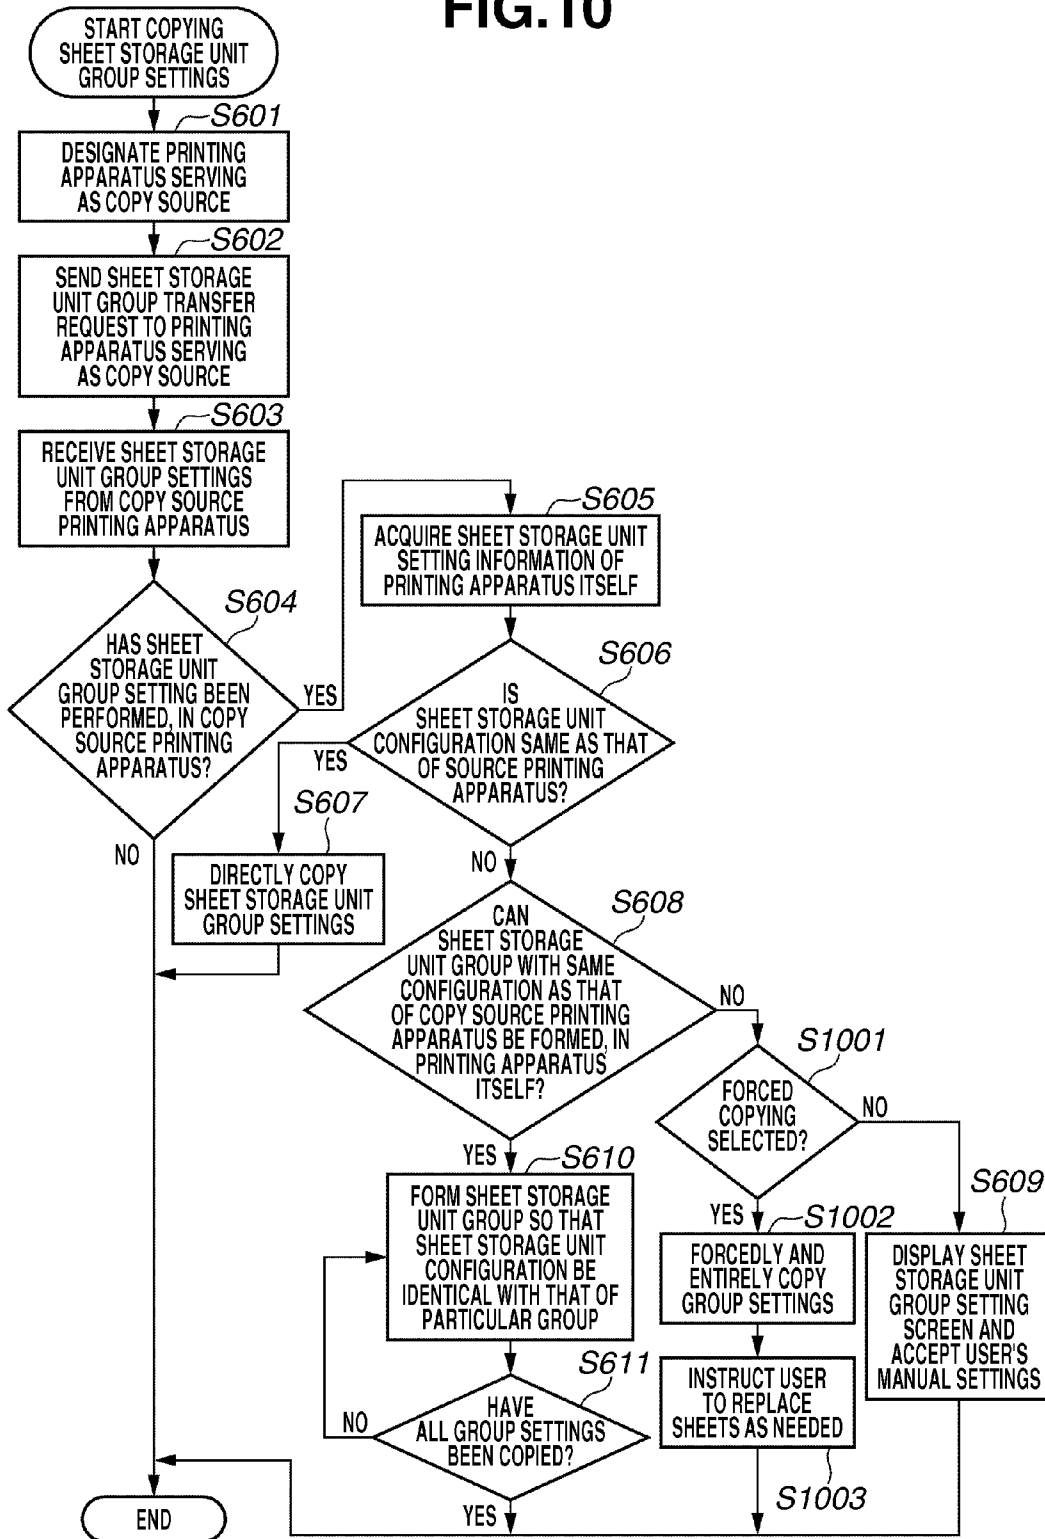 FIG.10
START COPYING
SHEET STORAGE UNIT
GROUP SETTINGS
S601
DESIGNATE PRINTING
APPARATUS SERVING
AS COPY SOURCE
S602
SEND SHEET STORAGE
UNIT GROUP TRANSFER
REQUEST TO PRINTING
APPARATUS SERVING
AS COPY SOURCE
S603
RECEIVE SHEET STORAGE
UNIT GROUP SETTINGS
FROM COPY SOURCE
PRINTING APPARATUS
S604
HAS SHEET
STORAGE UNIT
GROUP SETTING BEEN
PERFORMED, IN COPY
SOURCE PRINTING
APPARATUS?
YES
NO
S605
ACQUIRE SHEET STORAGE UNIT
SETTING INFORMATION OF
PRINTING APPARATUS ITSELF
S606
IS
SHEET STORAGE UNIT
CONFIGURATION SAME AS THAT
OF SOURCE PRINTING
APPARATUS?
YES
NO
S607
DIRECTLY COPY
SHEET STORAGE UNIT
GROUP SETTINGS
S608
CAN
SHEET STORAGE
UNIT GROUP WITH SAME
CONFIGURATION AS THAT
OF COPY SOURCE PRINTING
APPARATUS BE FORMED, IN
PRINTING APPARATUS
ITSELF?
NO
YES
S1001
FORCED
COPYING
SELECTED?
NO
YES
S610
FORM SHEET STORAGE
UNIT GROUP SO THAT
SHEET STORAGE UNIT
CONFIGURATION BE
IDENTICAL WITH THAT OF
PARTICULAR GROUP
S611
HAVE
ALL GROUP SETTINGS
BEEN COPIED?
NO
YES
S1002
FORCEDLY AND
ENTIRELY COPY
GROUP SETTINGS
INSTRUCT USER
TO REPLACE
SHEETS AS NEEDED
S1003
S609
DISPLAY SHEET
STORAGE UNIT
GROUP SETTING
SCREEN AND
ACCEPT USER'S
MANUAL SETTINGS
END